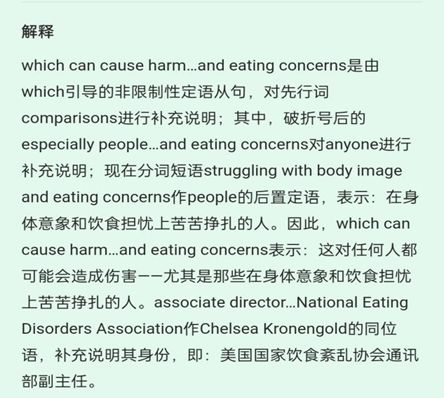 解释
which can cause harm...and eating concerns是由
which引导的非限制性定语从句，对先行词
comparisons进行补充说明；其中，破折号后的
especially people...and eating concerns对anyone进行
补充说明；现在分词短语struggling with body image
and eating concerns作people的后置定语，表示：在身
体意象和饮食担忧上苦苦挣扎的人。因此，which can
cause harm...and eating concerns表示：这对任何人都
可能会造成伤害——尤其是那些在身体意象和饮食担忧
上苦苦挣扎的人。associate director...National Eating
Disorders Association作Chelsea Kronengold的同位
语，补充说明其身份，即：美国国家饮食紊乱协会通讯
部副主任。